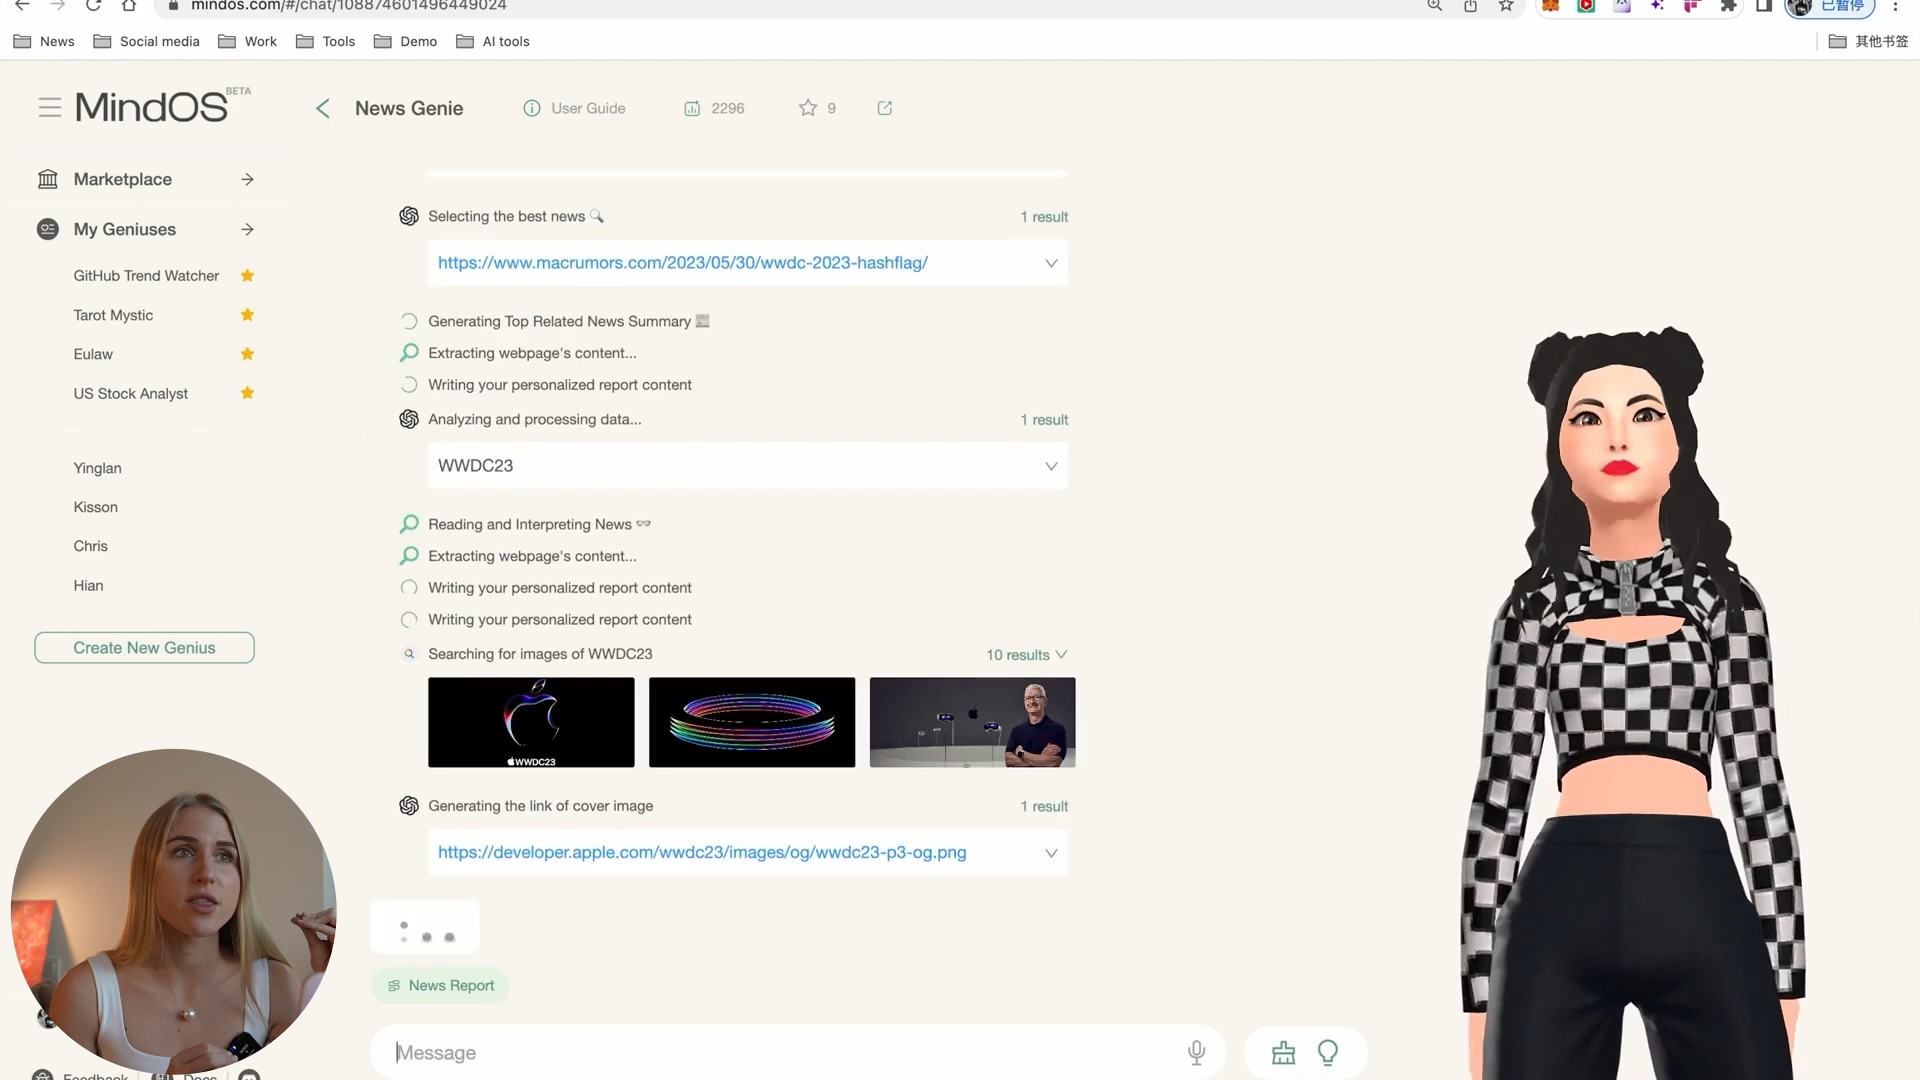 mindos.com/#/chat/108874601496449024
已暂停
News
Social media
Work
Tools
Demo
AI tools
其他书签
MindOS BETA
News Genie
User Guide
2296
9
Marketplace
My Geniuses
GitHub Trend Watcher
Tarot Mystic
Eulaw
US Stock Analyst
Yinglan
Kisson
Chris
Hian
Create New Genius
Selecting the best news
1 result
https://www.macrumors.com/2023/05/30/wwdc-2023-hashflag/
Generating Top Related News Summary
Extracting webpage's content...
Writing your personalized report content
Analyzing and processing data...
1 result
WWDC23
Reading and Interpreting News
Extracting webpage's content...
Writing your personalized report content
Writing your personalized report content
Searching for images of WWDC23
10 results
WWDC23
Generating the link of cover image
1 result
https://developer.apple.com/wwdc23/images/og/wwdc23-p3-og.png
News Report
Message
Feedback
Docs